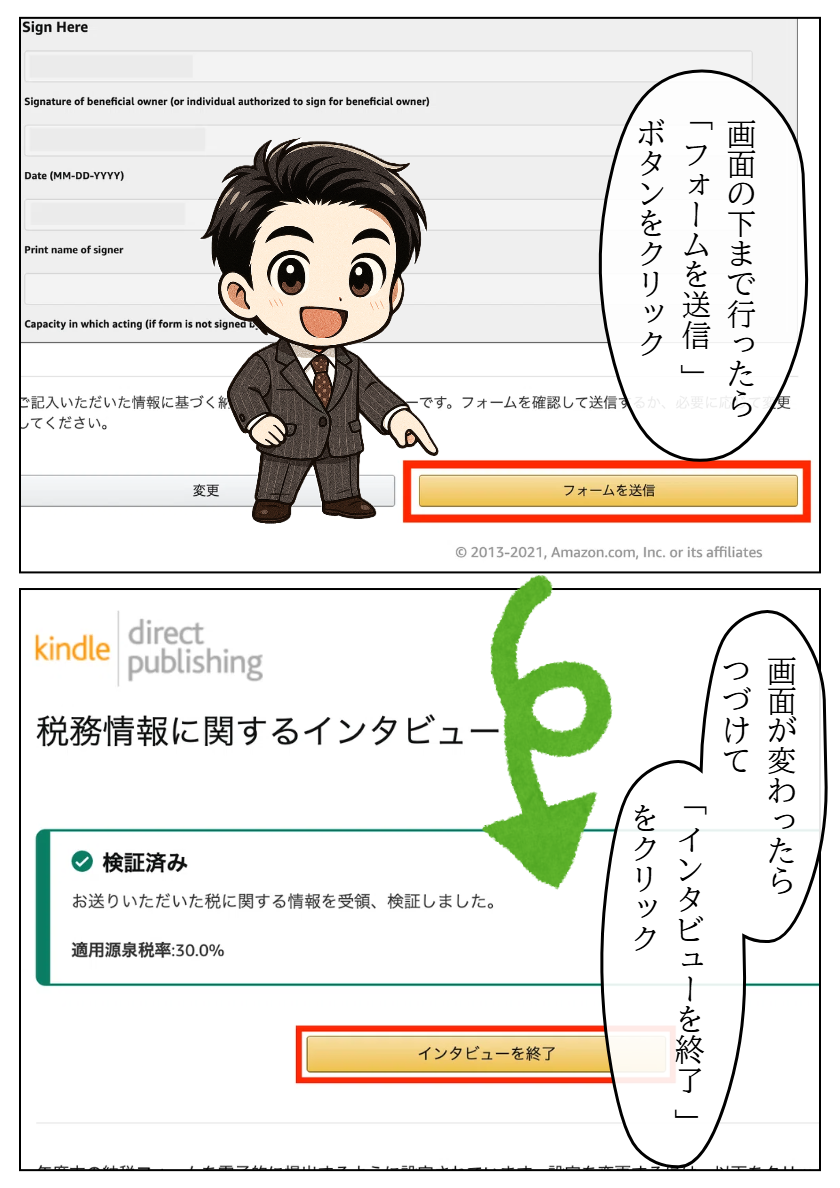 Sign Here
Signature of beneficial owner (or individual authorized to sign for beneficial owner)
Date (MM-DD-YYYY)
Print name of signer
Capacity in which acting (if form is not signed b
画面の下まで行ったら
「フォームを送信」
ボタンをクリック
ご記入いただいた情報に基づく納 ーです。フォームを確認して送信するか、必要に応じて変更
してください。
変更
フォームを送信
© 2013-2021, Amazon.com, Inc. or its affiliates
kindle direct publishing
画面が変わったら
つづけて
「インタビューを終了」
をクリック
税務情報に関するインタビュー
検証済み
お送りいただいた税に関する情報を受領、検証しました。
適用源泉税率:30.0%
インタビューを終了